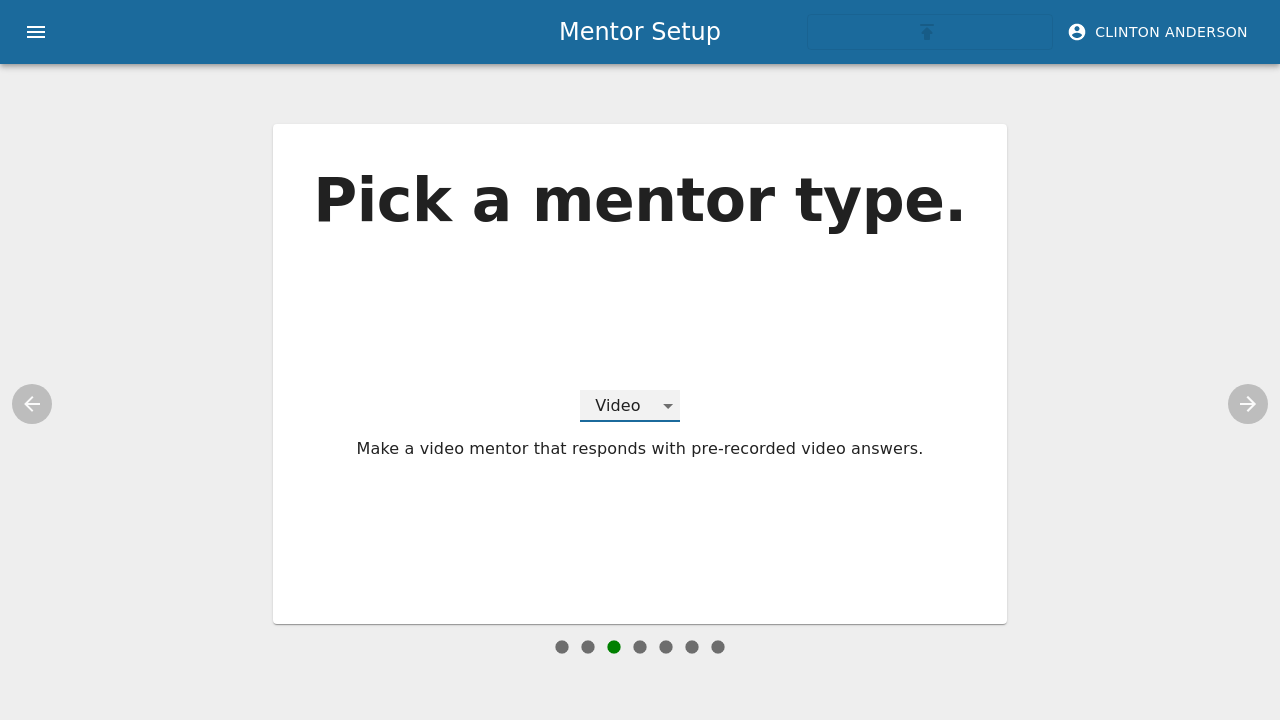 Mentor Setup
CLINTON ANDERSON
Pick a mentor type.
Video
Make a video mentor that responds with pre-recorded video answers.